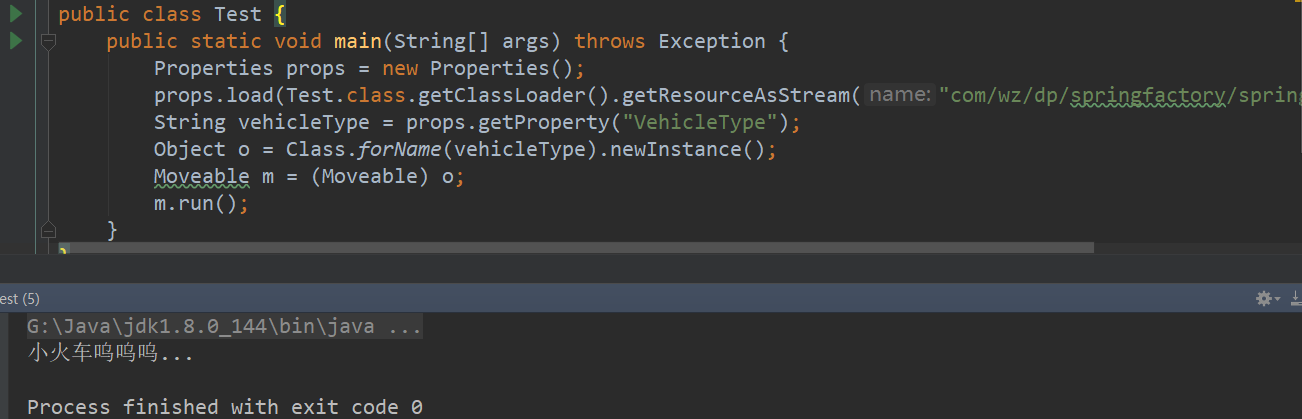 public class Test {
public static void main(String[] args) throws Exception {
Properties props = new Properties();
props.load(Test.class.getClassLoader().getResourceAsStream( name: "com/wz/dp/springfactory/spring
String vehicleType = props.getProperty("VehicleType");
Object o = Class.forName(vehicleType).newInstance();
Moveable m = (Moveable) o;
m.run();
}
}
est (5)
G:\Java\jdk1.8.0_144\bin\java ...
小火车呜呜呜...
Process finished with exit code 0